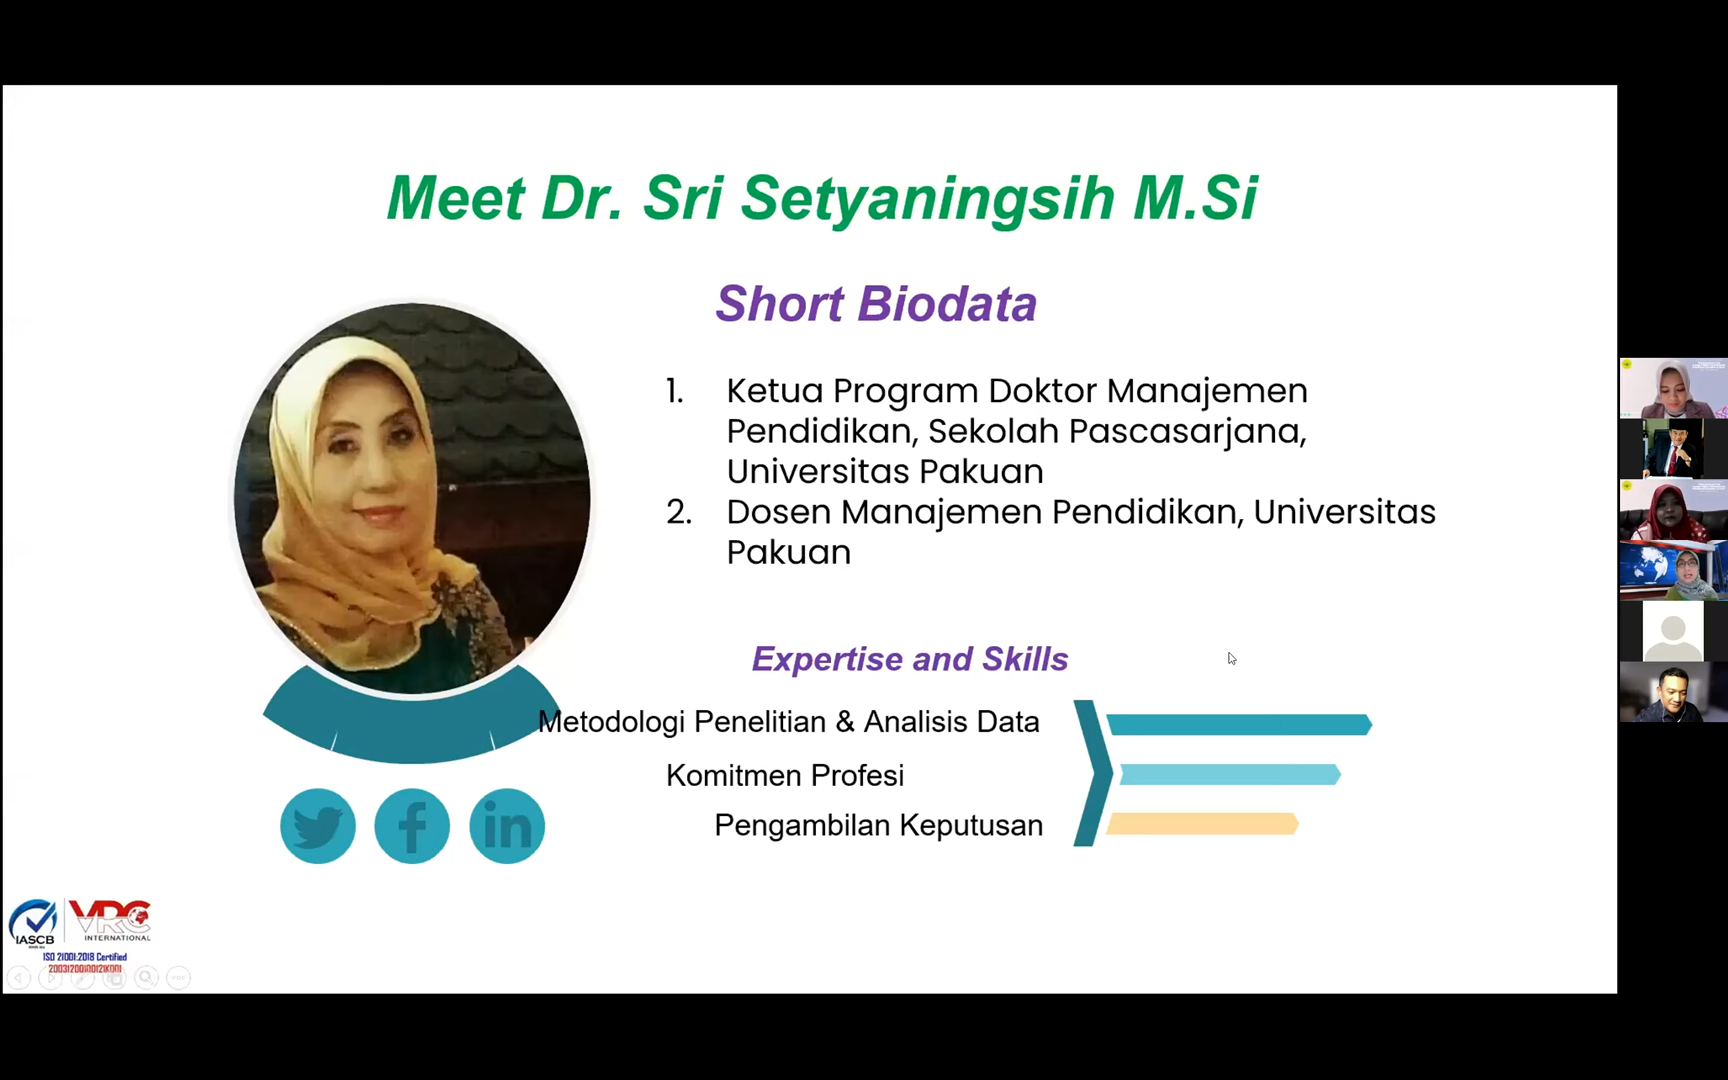 Meet Dr. Sri Setyaningsih M.Si
Short Biodata
1. Ketua Program Doktor Manajemen
Pendidikan, Sekolah Pascasarjana,
Universitas Pakuan
2. Dosen Manajemen Pendidikan, Universitas
Pakuan
Expertise and Skills
Metodologi Penelitian & Analisis Data
Komitmen Profesi
Pengambilan Keputusan
IASCB
VRC
INTERNATIONAL
ISO 21001:2018 Certified